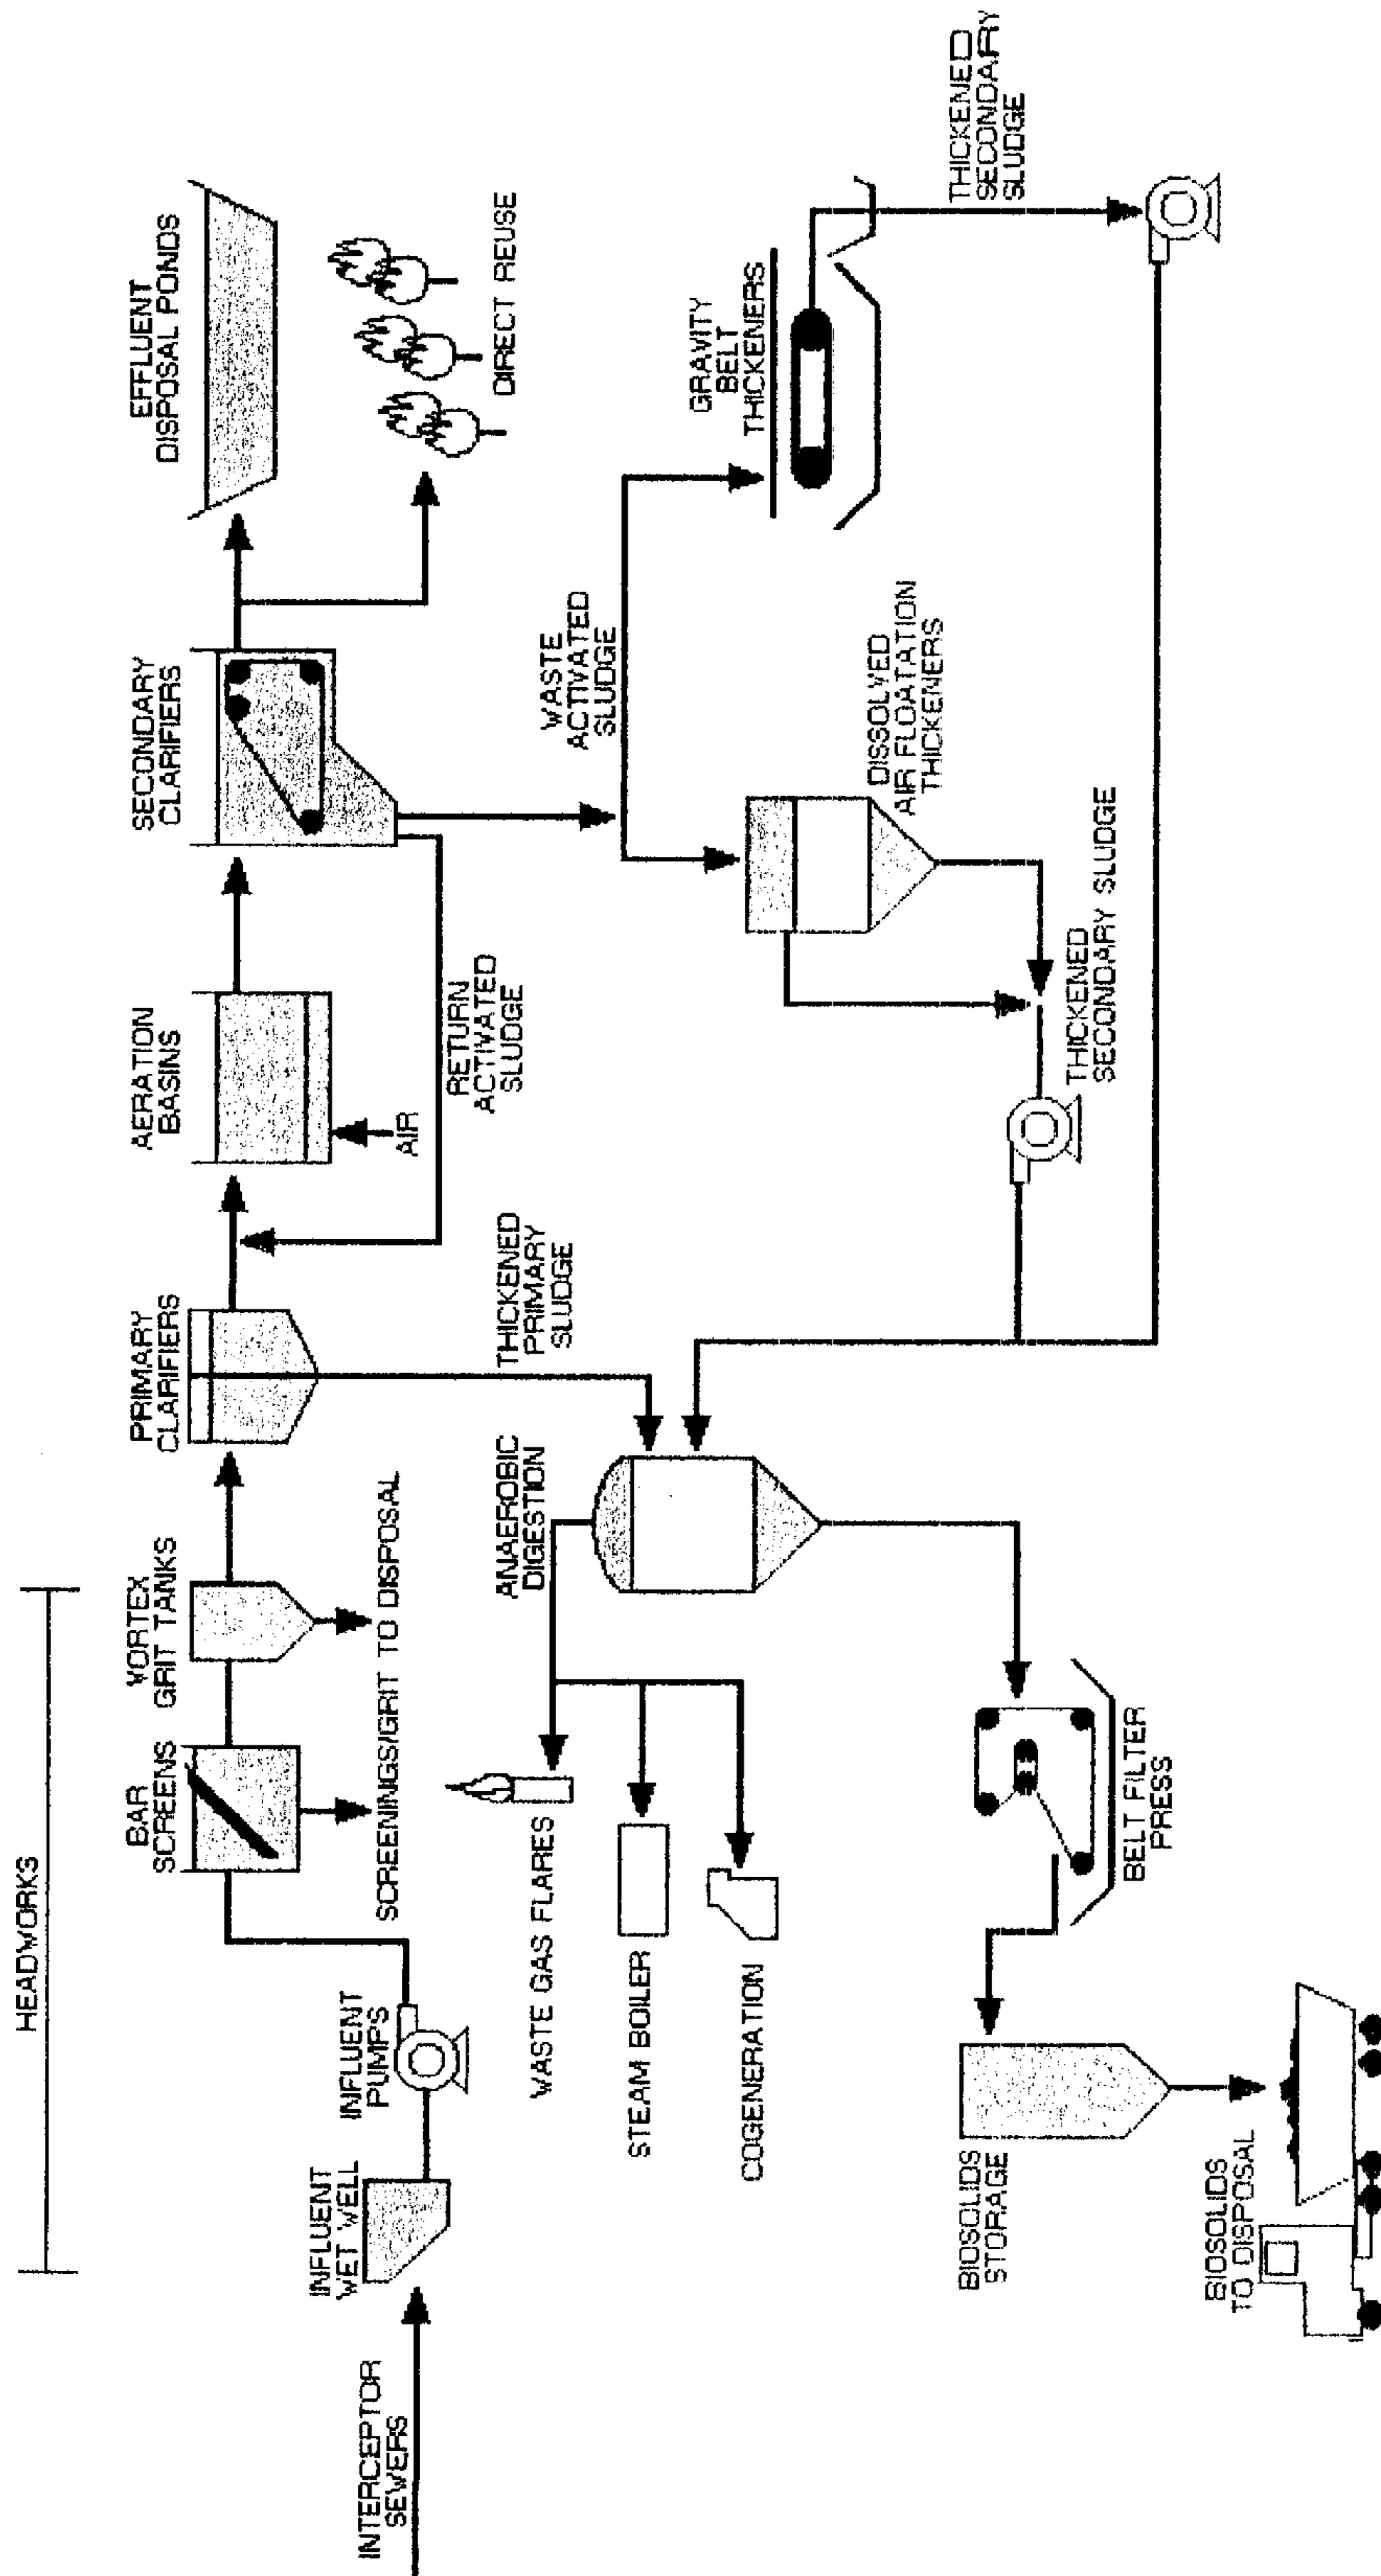 HEADWORKS
INTERCEPTOR
SEWERS
INFLUENT
WET WELL
INFLUENT
PUMPS
BAR
SCREENS
VORTEX
GRIT TANKS
SCREENINGS/GRIT TO DISPOSAL
PRIMARY
CLARIFIERS
AERATION
BASINS
AIR
SECONDARY
CLARIFIERS
EFFLUENT
DISPOSAL PONDS
DIRECT REUSE
RETURN
ACTIVATED
SLUDGE
THICKENED
PRIMARY
SLUDGE
WASTE
ACTIVATED
SLUDGE
ANAEROBIC
DIGESTION
WASTE GAS FLARES
STEAM BOILER
COGENERATION
DISSOLVED
AIR FLOATATION
THICKENERS
GRAVITY
BELT
THICKENERS
THICKENED
SECONDARY
SLUDGE
THICKENED
SECONDARY SLUDGE
BELT FILTER
PRESS
BIOSOLIDS
STORAGE
BIOSOLIDS
TO DISPOSAL